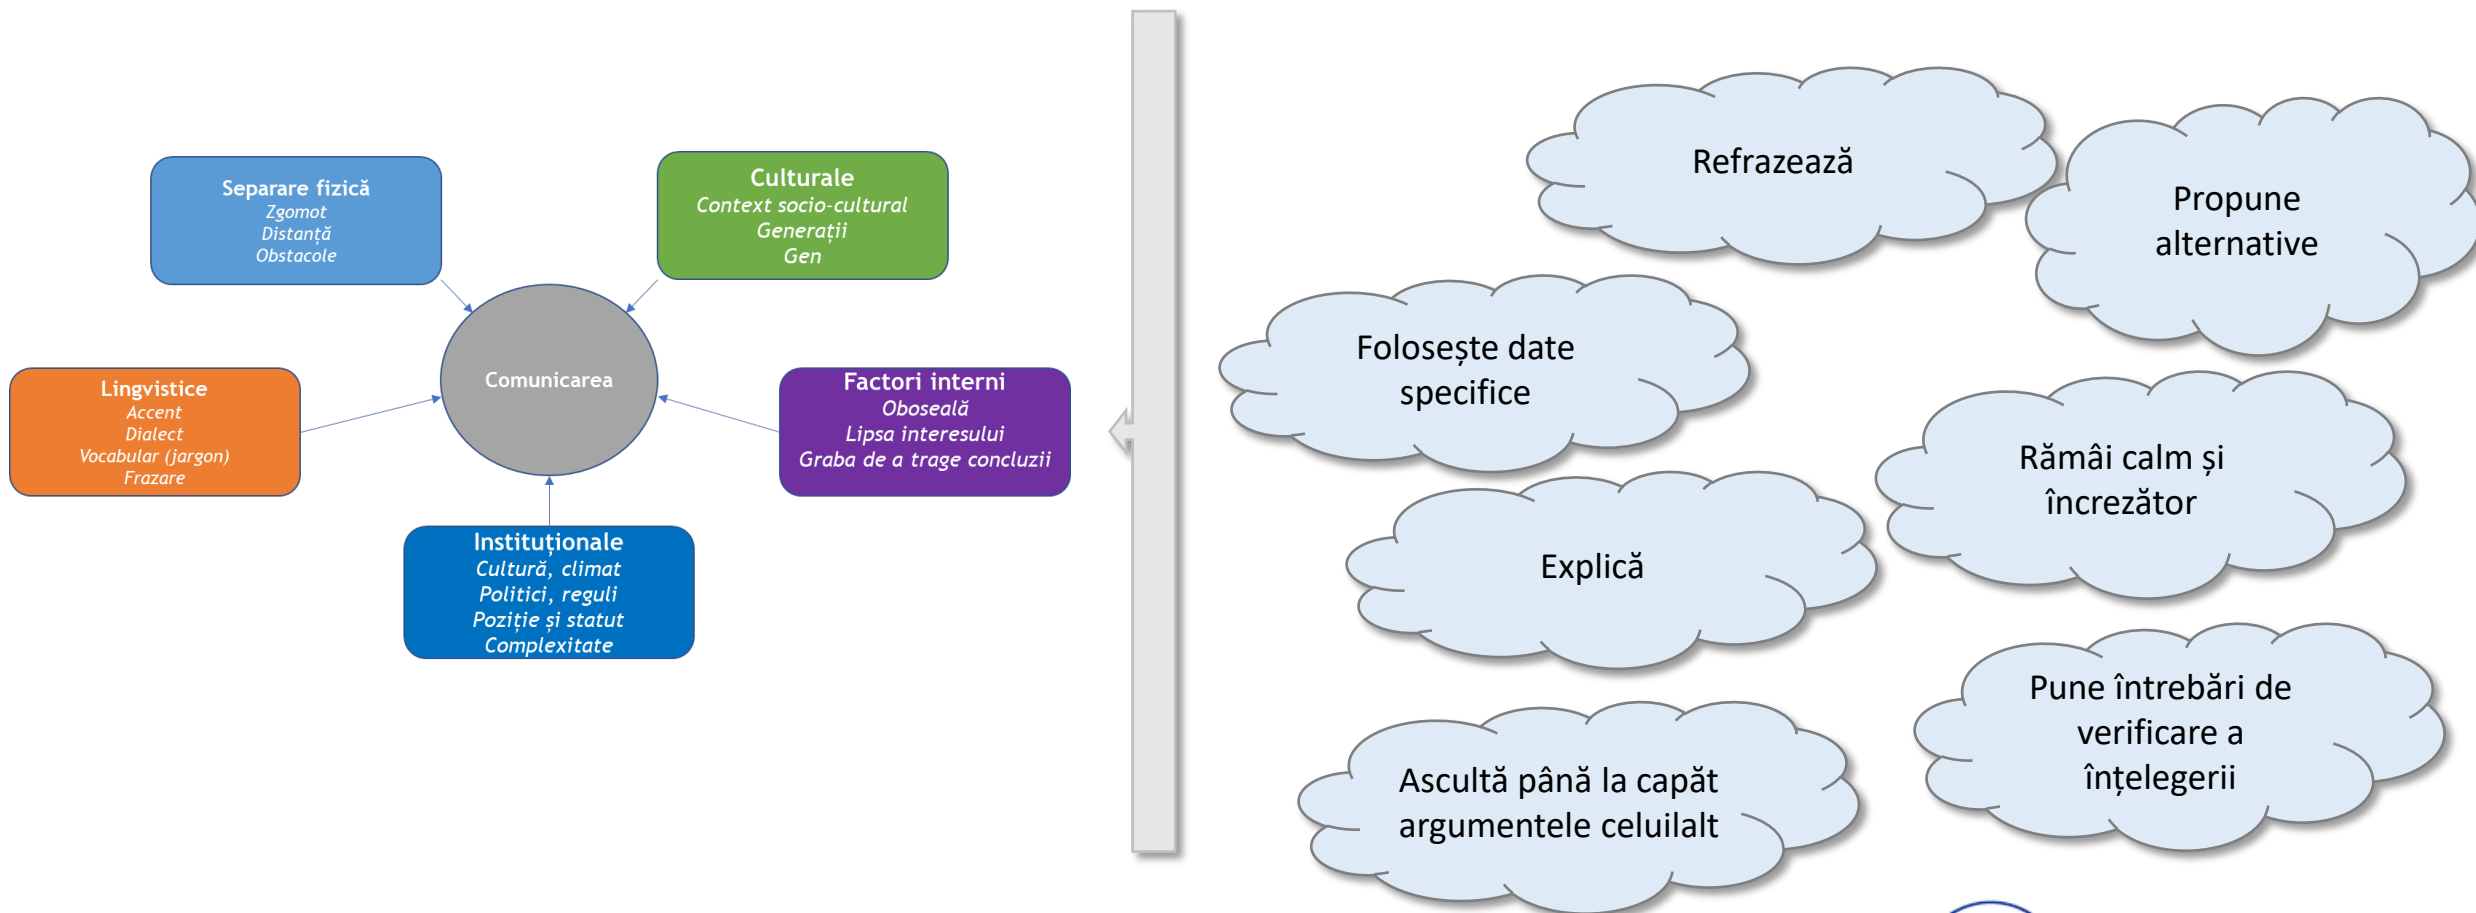 Separare fizică
Zgomot
Distanță
Obstacole
Culturale
Context socio-cultural
Generații
Gen
Comunicarea
Lingvistice
Accent
Dialect
Vocabular (jargon)
Frazare
Factori interni
Oboseală
Lipsa interesului
Graba de a trage concluzii
Instituționale
Cultură, climat
Politici, reguli
Poziție și statut
Complexitate
Refrazează
Propune
alternative
Folosește date
specifice
Rămâi calm și
încrezător
Explică
Pune întrebări de
verificare a
înțelegerii
Ascultă până la capăt
argumentele celuilalt